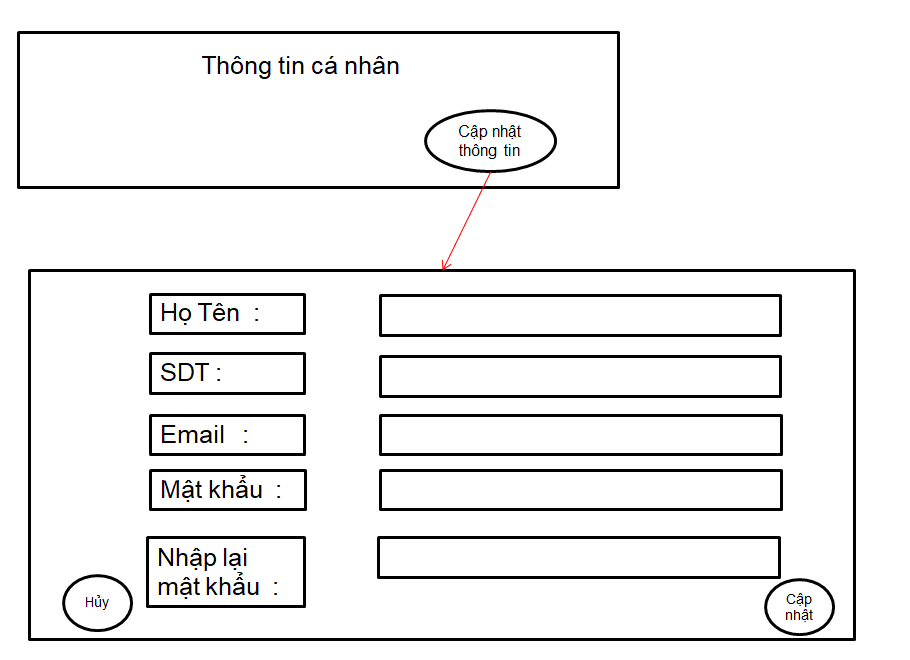 Thông tin cá nhân
Cập nhật
thông tin
Họ Tên :
SDT :
Email :
Mật khẩu :
Nhập lại
mật khẩu :
Hủy
Cập
nhật